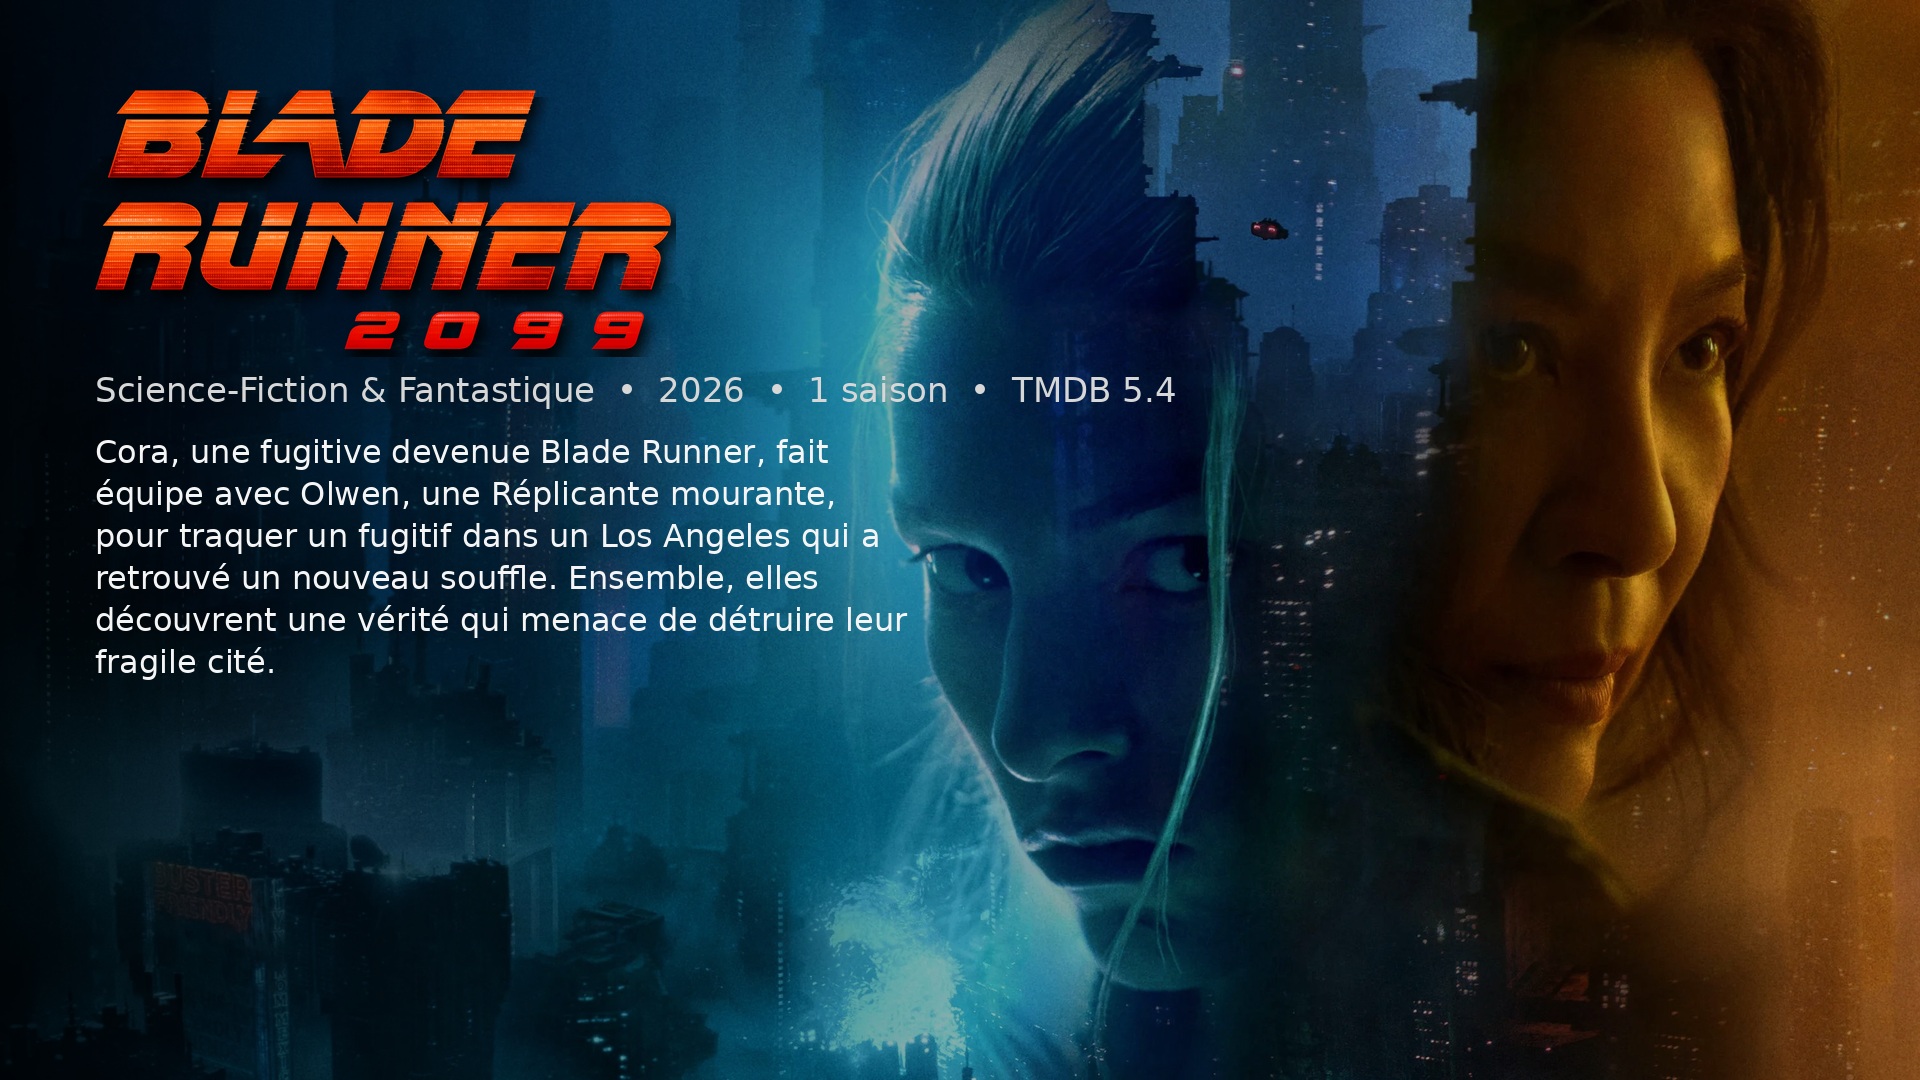 BLADE
RUNNER
2099
Science-Fiction & Fantastique • 2026 • 1 saison • TMDB 5.4
Cora, une fugitive devenue Blade Runner, fait
équipe avec Olwen, une Réplicante mourante,
pour traquer un fugitif dans un Los Angeles qui a
retrouvé un nouveau souffle. Ensemble, elles
découvrent une vérité qui menace de détruire leur
fragile cité.
BUSTER
FRIENDLY